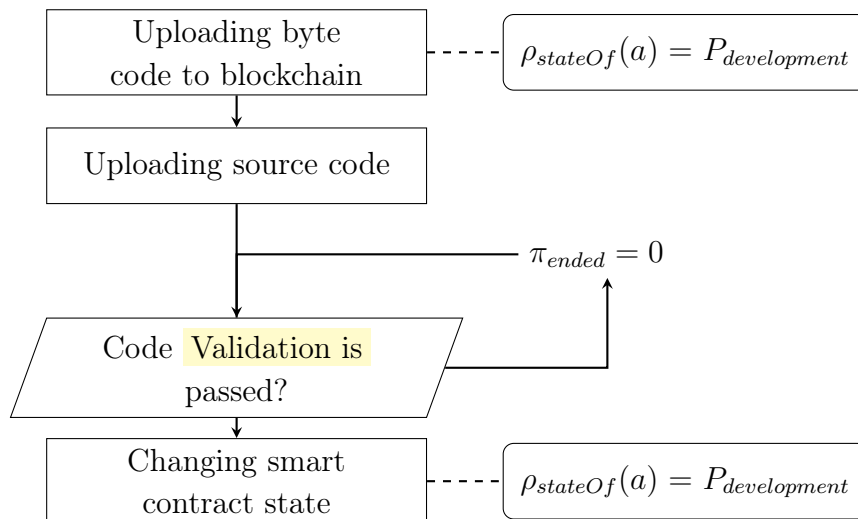 Uploading byte
code to blockchain
ρ_{stateOf}(a) = P_{development}
Uploading source code
π_{ended} = 0
Code Validation is
passed?
Changing smart
contract state
ρ_{stateOf}(a) = P_{development}